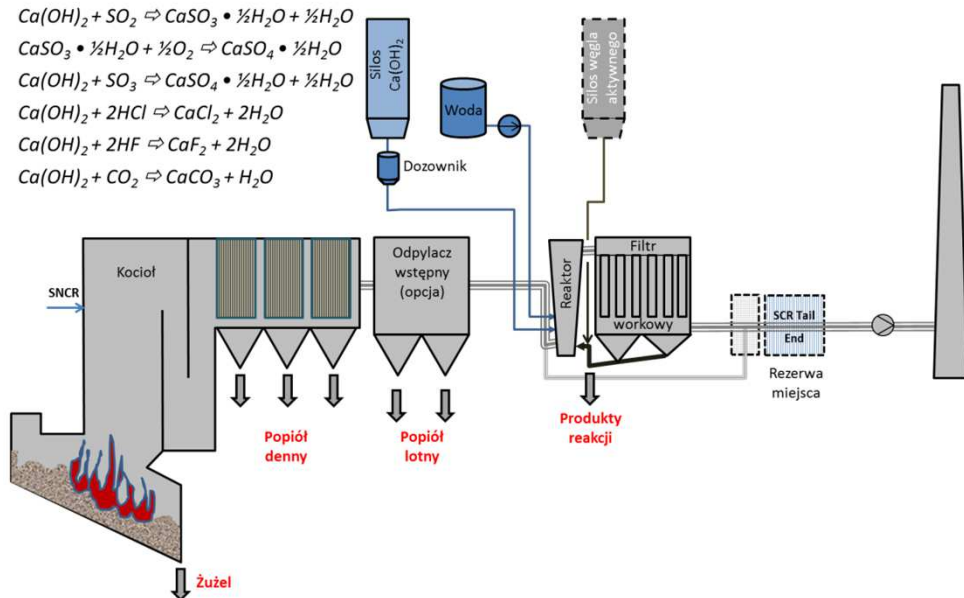 Ca(OH)₂ + SO₂ ⇨ CaSO₃ • ½H₂O + ½H₂O
CaSO₃ • ½H₂O + ½O₂ ⇨ CaSO₄ • ½H₂O
Ca(OH)₂ + SO₃ ⇨ CaSO₄ • ½H₂O + ½H₂O
Ca(OH)₂ + 2HCl ⇨ CaCl₂ + 2H₂O
Ca(OH)₂ + 2HF ⇨ CaF₂ + 2H₂O
Ca(OH)₂ + CO₂ ⇨ CaCO₃ + H₂O
Silos
Ca(OH)₂
Woda
Silos węgla
aktywnego
Dozownik
Kocioł
SNCR
Odpylacz
wstępny
(opcja)
Reaktor
Filtr
workowy
SCR Tail
End
Rezerwa
miejsca
Popiół
denny
Popiół
lotny
Produkty
reakcji
Żużel